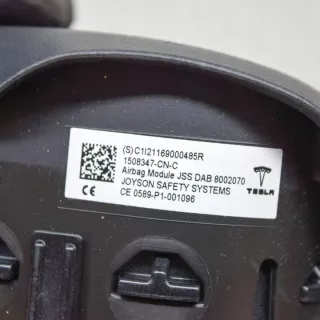 (S)C1I21169000485R
1508347-CN-C
Airbag Module JSS DAB 8002070
JOYSON SAFETY SYSTEMS
CE 0589-P1-001096
CE
TESLA